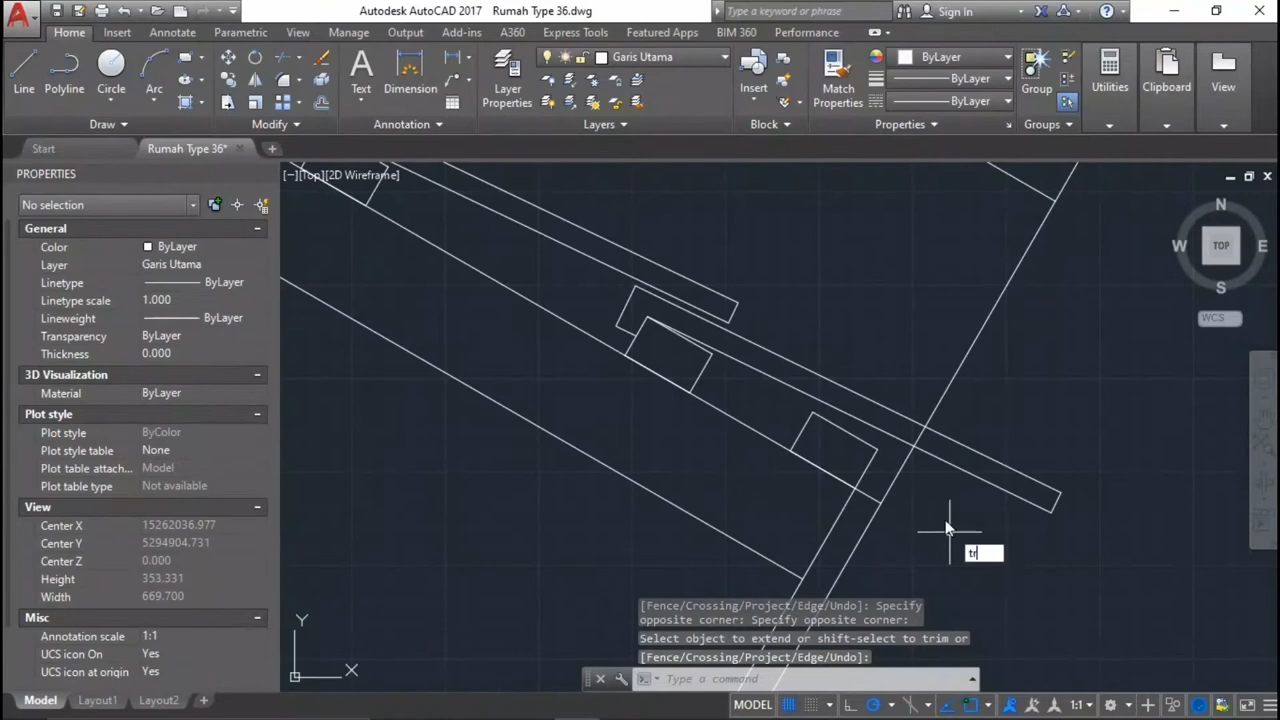 Autodesk AutoCAD 2017 Rumah Type 36.dwg
Type a keyword or phrase
Sign In
Home Insert Annotate Parametric View Manage Output Add-ins A360 Express Tools Featured Apps BIM 360 Performance
Garis Utama
ByLayer
ByLayer
ByLayer
Line Polyline Circle Arc
Text Dimension
Layer
Properties
Insert
Match
Properties
Group
Utilities
Clipboard
View
Draw Modify Annotation Layers Block Properties Groups
Start Rumah Type 36*
PROPERTIES
[−][Top][2D Wireframe]
No selection
General
Color ByLayer
Layer Garis Utama
Linetype ByLayer
Linetype scale 1.000
Lineweight ByLayer
Transparency ByLayer
Thickness 0.000
3D Visualization
Material ByLayer
Plot style
Plot style ByColor
Plot style table None
Plot table attach... Model
Plot table type Not available
View
Center X 15262036.977
Center Y 5294904.731
Center Z 0.000
Height 353.331
Width 669.700
Misc
Annotation scale 1:1
UCS icon On Yes
UCS icon at origin Yes
N
W TOP E
S
WCS
tr
[Fence/Crossing/Project/Edge/Undo]: Specify
opposite corner: Specify opposite corner:
Select object to extend or shift-select to trim or
[Fence/Crossing/Project/Edge/Undo]:
Type a command
Y
X
Model Layout1 Layout2
MODEL
1:1